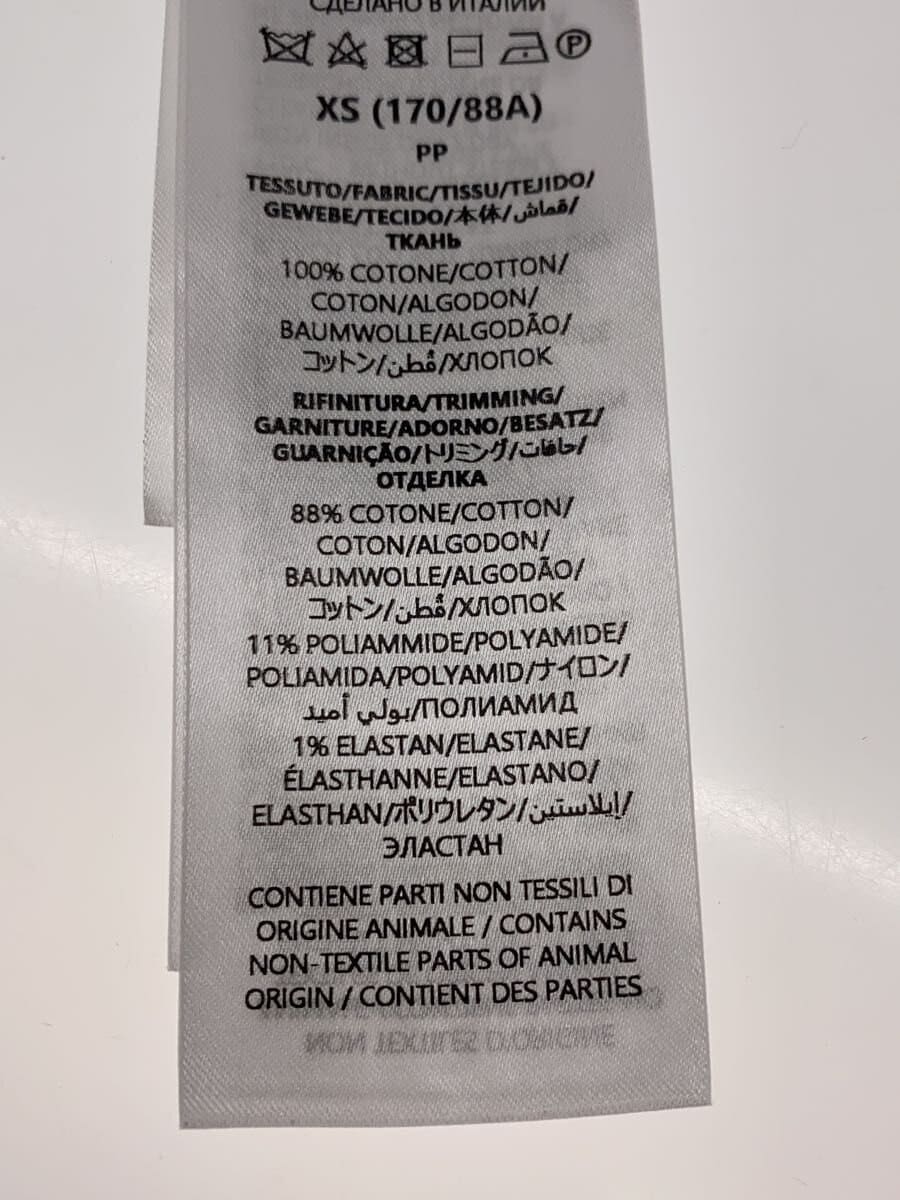 СДЕЛАНО В ИТАЛИИ
P
XS (170/88A)
PP
TESSUTO/FABRIC/TISSU/TEJIDO/
GEWEBE/TECIDO/本体/قماش/
ТКАНЬ
100% COTONE/COTTON/
COTON/ALGODON/
BAUMWOLLE/ALGODÃO/
コットン/قُطن/ХЛОПОК
RIFINITURA/TRIMMING/
GARNITURE/ADORNO/BESATZ/
GUARNIÇÃO/トリミング/حافات/
ОТДЕЛКА
88% COTONE/COTTON/
COTON/ALGODON/
BAUMWOLLE/ALGODÃO/
コットン/قُطن/ХЛОПОК
11% POLIAMMIDE/POLYAMIDE/
POLIAMIDA/POLYAMID/ナイロン/
بولي أميد/ПОЛИАМИД
1% ELASTAN/ELASTANE/
ÉLASTHANNE/ELASTANO/
ELASTHAN/ポリウレタン/إيلاستين/
ЭЛАСТАН
CONTIENE PARTI NON TESSILI DI
ORIGINE ANIMALE / CONTAINS
NON-TEXTILE PARTS OF ANIMAL
ORIGIN / CONTIENT DES PARTIES